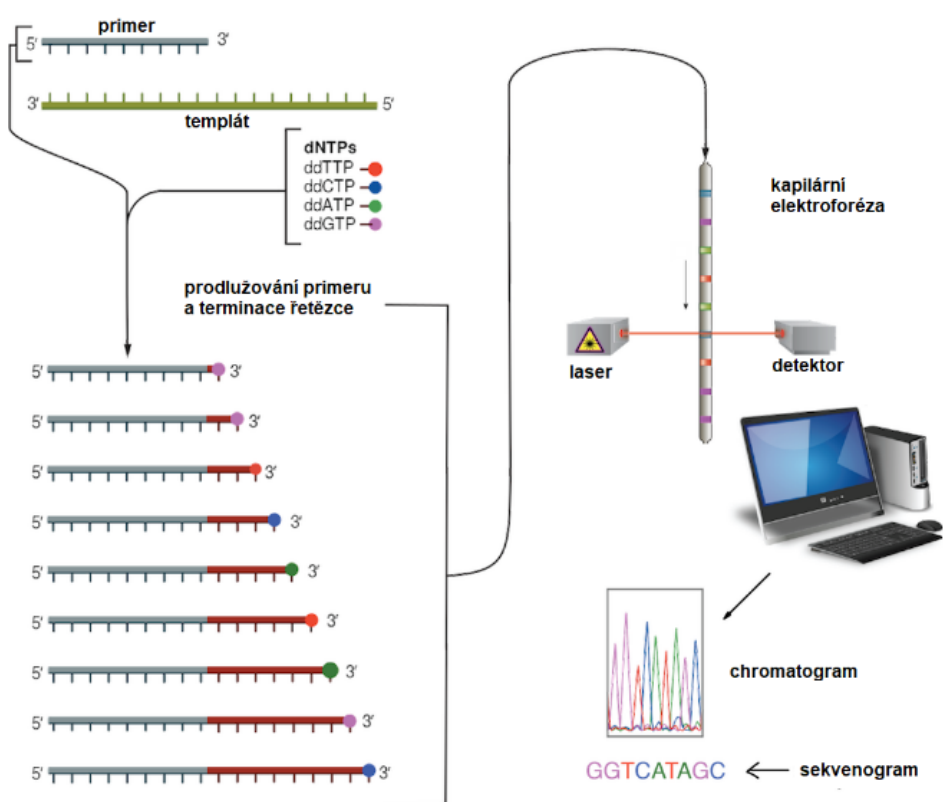 primer
5' 3'
3' 5'
templát
dNTPs
ddTTP
ddCTP
ddATP
ddGTP
prodlužování primeru
a terminace řetězce
5' 3'
5' 3'
5' 3'
5' 3'
5' 3'
5' 3'
5' 3'
5' 3'
5' 3'
kapilární
elektroforéza
laser
detektor
chromatogram
GGTCATAGC
sekvenogram